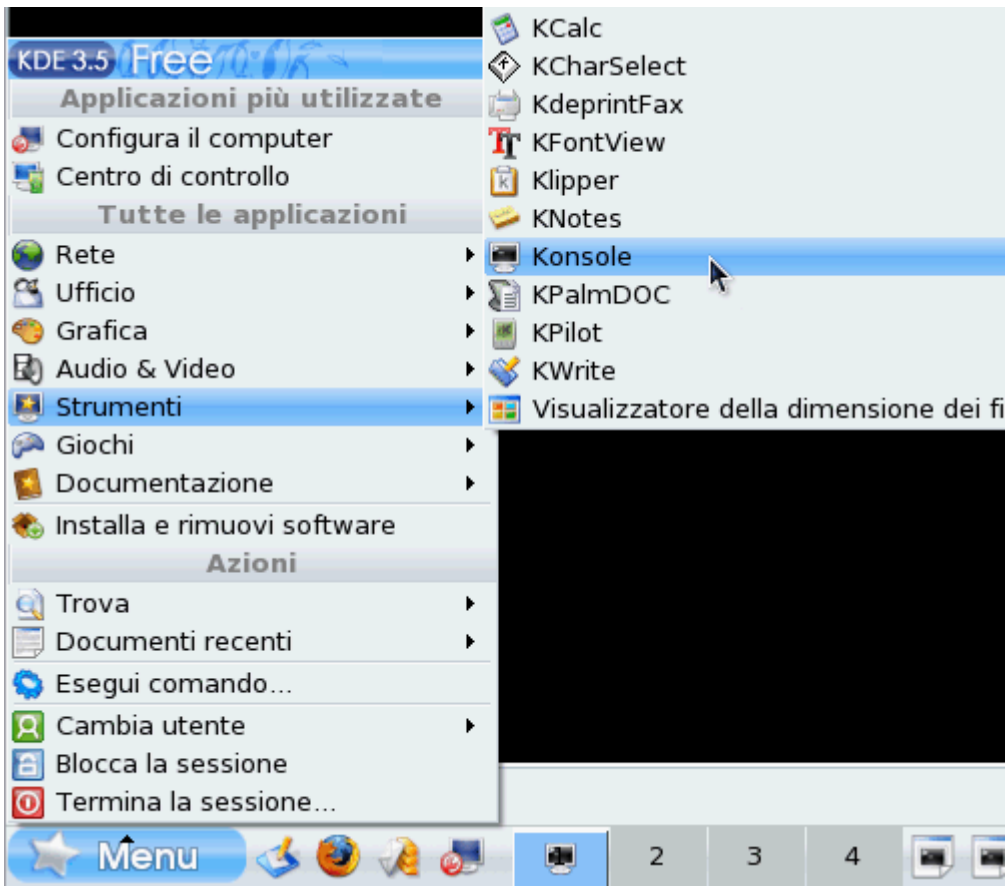 KDE 3.5 Free
Applicazioni più utilizzate
Configura il computer
Centro di controllo
Tutte le applicazioni
Rete
Ufficio
Grafica
Audio & Video
Strumenti
Giochi
Documentazione
Installa e rimuovi software
Azioni
Trova
Documenti recenti
Esegui comando...
Cambia utente
Blocca la sessione
Termina la sessione...
KCalc
KCharSelect
KdeprintFax
KFontView
Klipper
KNotes
Konsole
KPalmDOC
KPilot
KWrite
Visualizzatore della dimensione dei fi
Menu
2
3
4